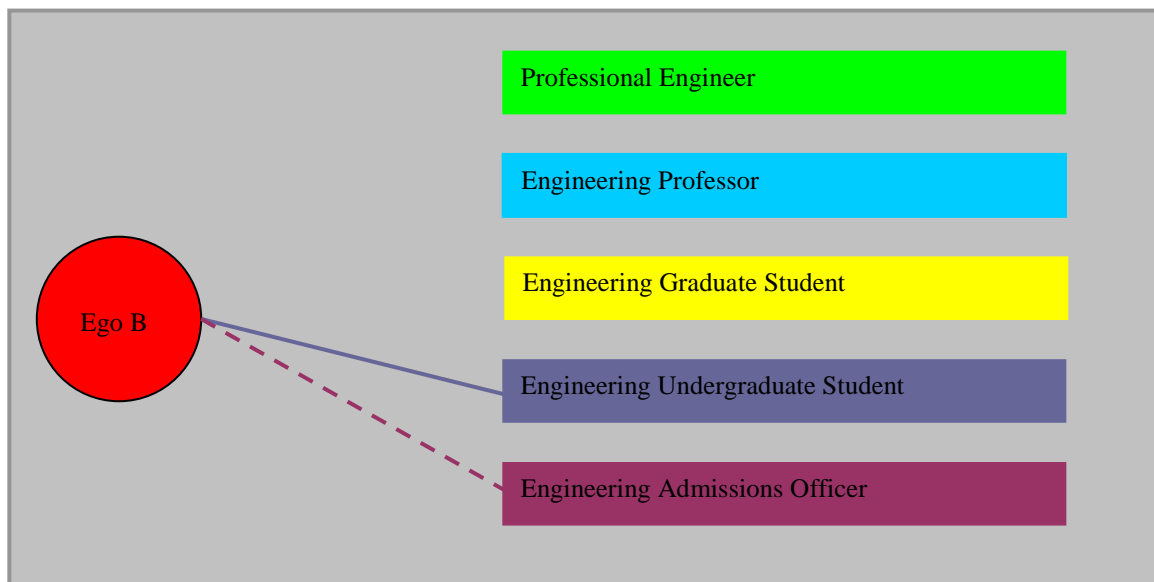 Professional Engineer
Engineering Professor
Engineering Graduate Student
Ego B
Engineering Undergraduate Student
Engineering Admissions Officer